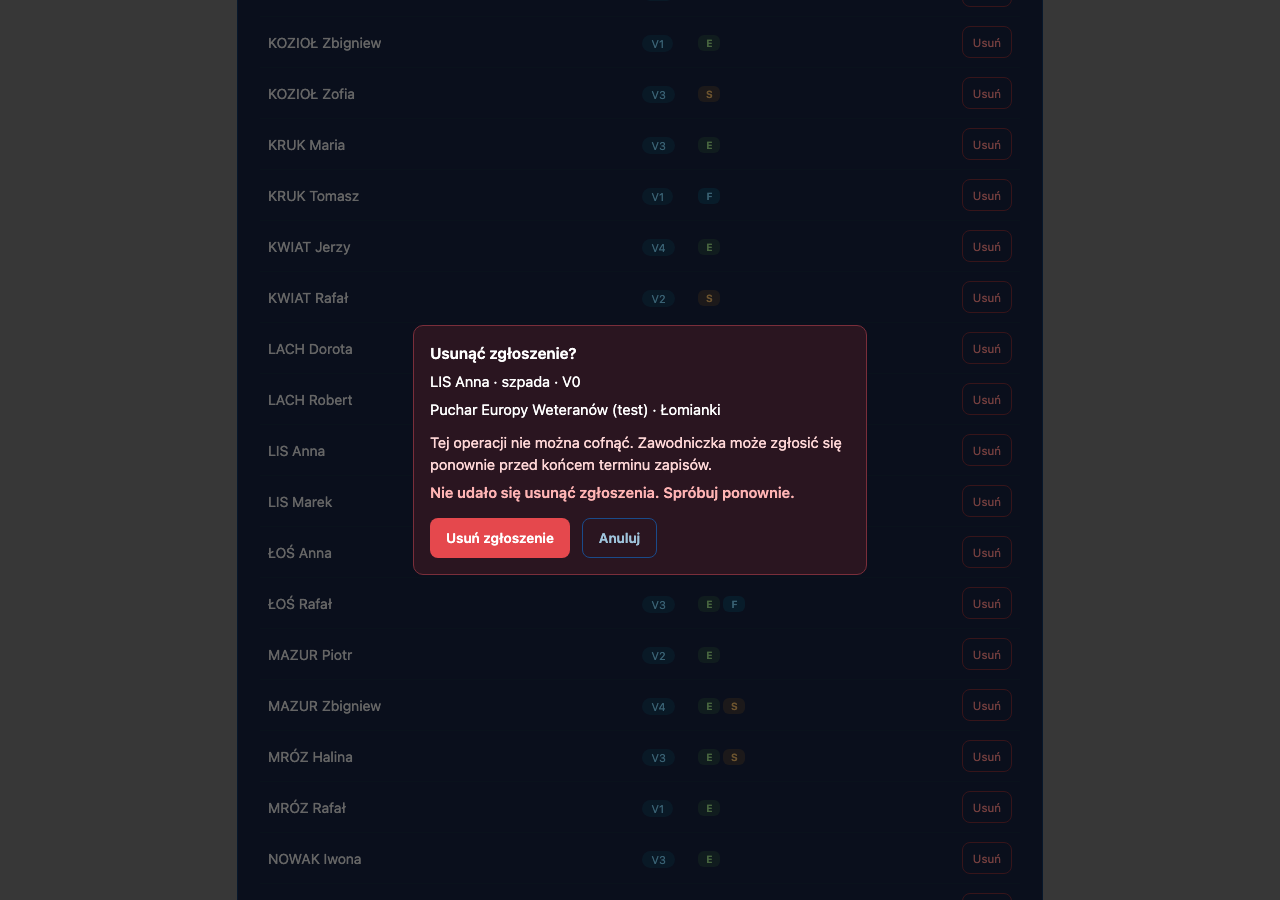 KOZIOŁ Zbigniew V1 E Usuń
KOZIOŁ Zofia V3 S Usuń
KRUK Maria V3 E Usuń
KRUK Tomasz V1 F Usuń
KWIAT Jerzy V4 E Usuń
KWIAT Rafał V2 S Usuń
LACH Dorota Usuń
LACH Robert Usuń
LIS Anna Usuń
LIS Marek Usuń
ŁOŚ Anna Usuń
Usunąć zgłoszenie?
LIS Anna · szpada · V0
Puchar Europy Weteranów (test) · Łomianki
Tej operacji nie można cofnąć. Zawodniczka może zgłosić się
ponownie przed końcem terminu zapisów.
Nie udało się usunąć zgłoszenia. Spróbuj ponownie.
Usuń zgłoszenie Anuluj
ŁOŚ Rafał V3 E F Usuń
MAZUR Piotr V2 E Usuń
MAZUR Zbigniew V4 E S Usuń
MRÓZ Halina V3 E S Usuń
MRÓZ Rafał V1 E Usuń
NOWAK Iwona V3 E Usuń